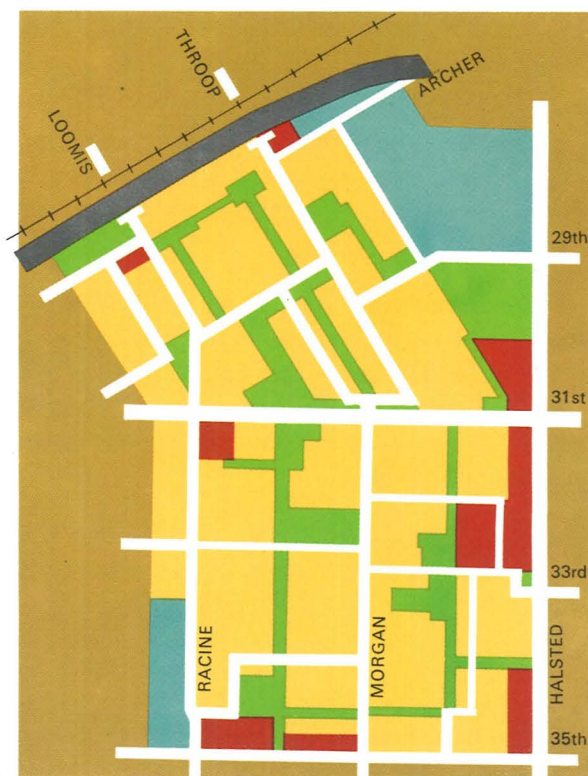 THROOP
LOOMIS
ARCHER
29th
31st
33rd
RACINE
MORGAN
HALSTED
35th